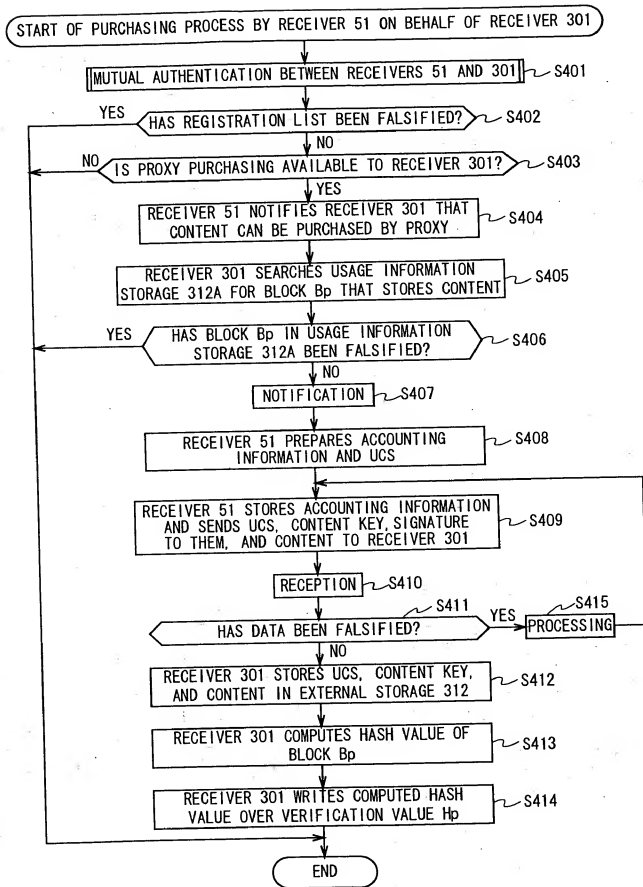 START OF PURCHASING PROCESS BY RECEIVER 51 ON BEHALF OF RECEIVER 301
MUTUAL AUTHENTICATION BETWEEN RECEIVERS 51 AND 301
S401
YES
HAS REGISTRATION LIST BEEN FALSIFIED?
S402
NO
NO
IS PROXY PURCHASING AVAILABLE TO RECEIVER 301?
S403
YES
RECEIVER 51 NOTIFIES RECEIVER 301 THAT
CONTENT CAN BE PURCHASED BY PROXY
S404
RECEIVER 301 SEARCHES USAGE INFORMATION
STORAGE 312A FOR BLOCK Bp THAT STORES CONTENT
S405
YES
HAS BLOCK Bp IN USAGE INFORMATION
STORAGE 312A BEEN FALSIFIED?
S406
NO
NOTIFICATION
S407
RECEIVER 51 PREPARES ACCOUNTING
INFORMATION AND UCS
S408
RECEIVER 51 STORES ACCOUNTING INFORMATION
AND SENDS UCS, CONTENT KEY, SIGNATURE
TO THEM, AND CONTENT TO RECEIVER 301
S409
RECEPTION
S410
S411
HAS DATA BEEN FALSIFIED?
YES
S415
PROCESSING
NO
RECEIVER 301 STORES UCS, CONTENT KEY,
AND CONTENT IN EXTERNAL STORAGE 312
S412
RECEIVER 301 COMPUTES HASH VALUE OF
BLOCK Bp
S413
RECEIVER 301 WRITES COMPUTED HASH
VALUE OVER VERIFICATION VALUE Hp
S414
END